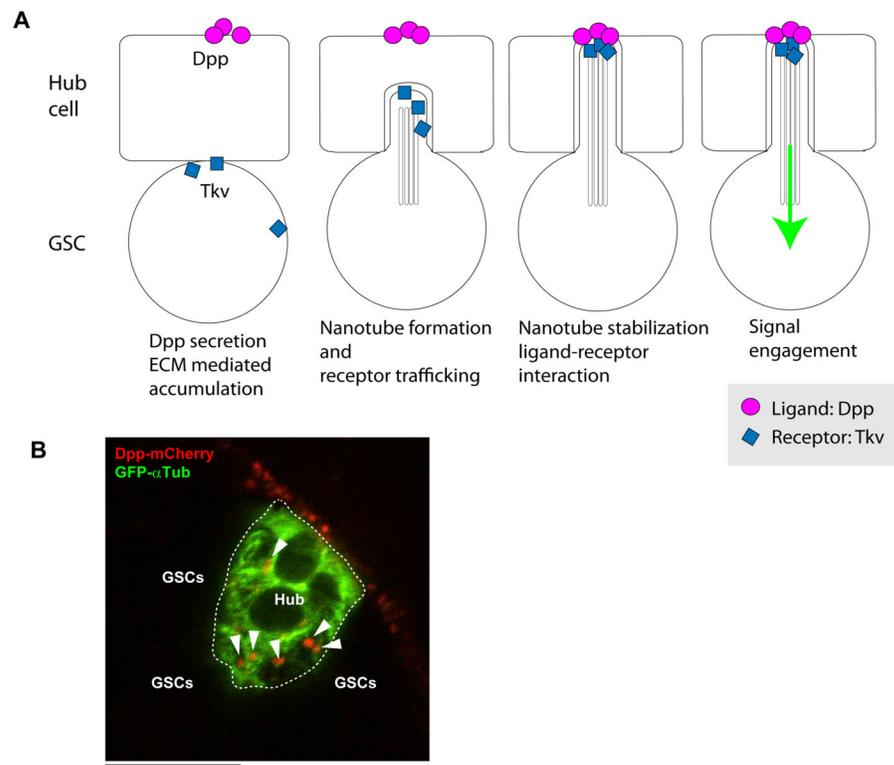 A
Dpp
Hub
cell
Tkv
GSC
Dpp secretion
ECM mediated
accumulation
Nanotube formation
and
receptor trafficking
Nanotube stabilization
ligand-receptor
interaction
Signal
engagement
Ligand: Dpp
Receptor: Tkv
B
Dpp-mCherry
GFP-αTub
GSCs
Hub
GSCs
GSCs